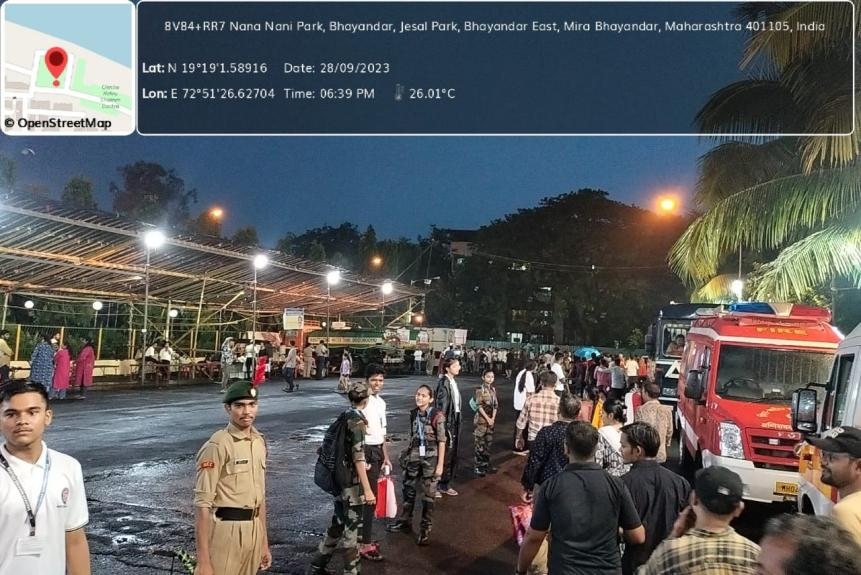 8V84+RR7 Nana Nani Park, Bhayandar, Jesal Park, Bhayandar East, Mira Bhayandar, Maharashtra 401105, India
Lat: N 19°19'1.58916 Date: 28/09/2023
Lon: E 72°51'26.62704 Time: 06:39 PM 26.01°C
© OpenStreetMap
FIRE